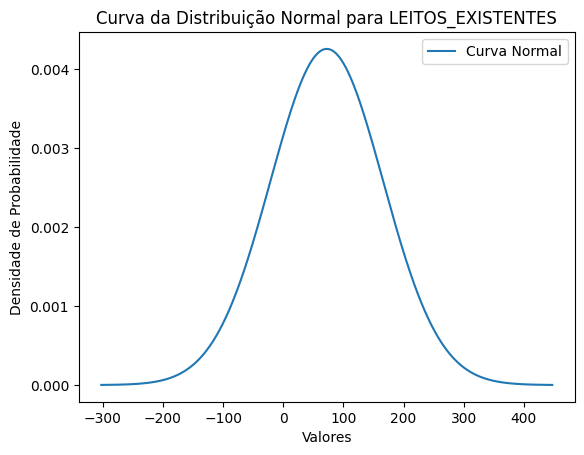 Curva da Distribuição Normal para LEITOS_EXISTENTES
Curva Normal
Densidade de Probabilidade
0.004
0.003
0.002
0.001
0.000
−300 −200 −100 0 100 200 300 400
Valores